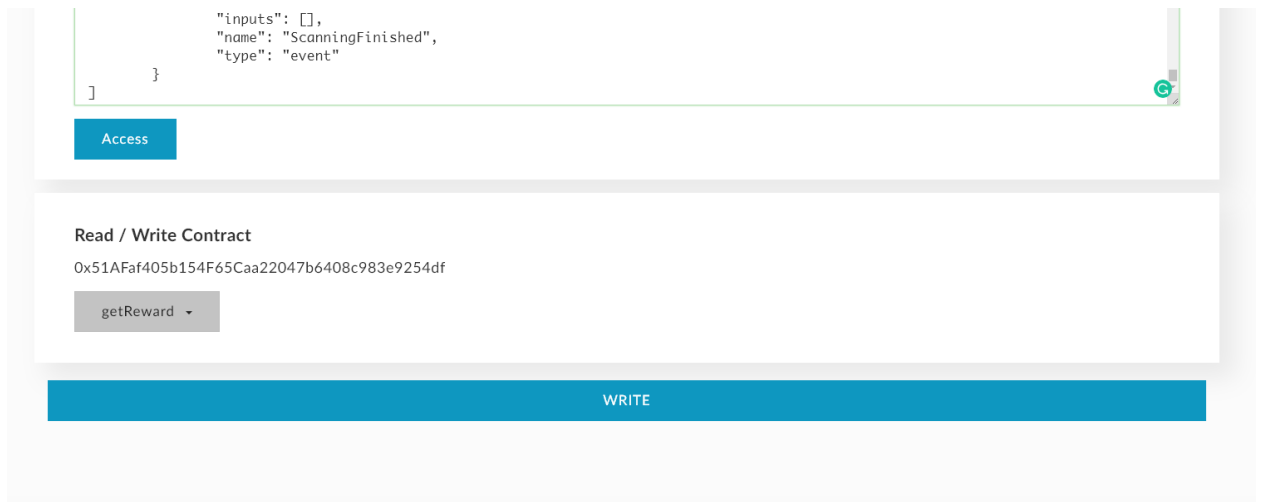 "inputs": [],
"name": "ScanningFinished",
"type": "event"
}
]
Access
Read / Write Contract
0x51AFaf405b154F65Caa22047b6408c983e9254df
getReward
WRITE